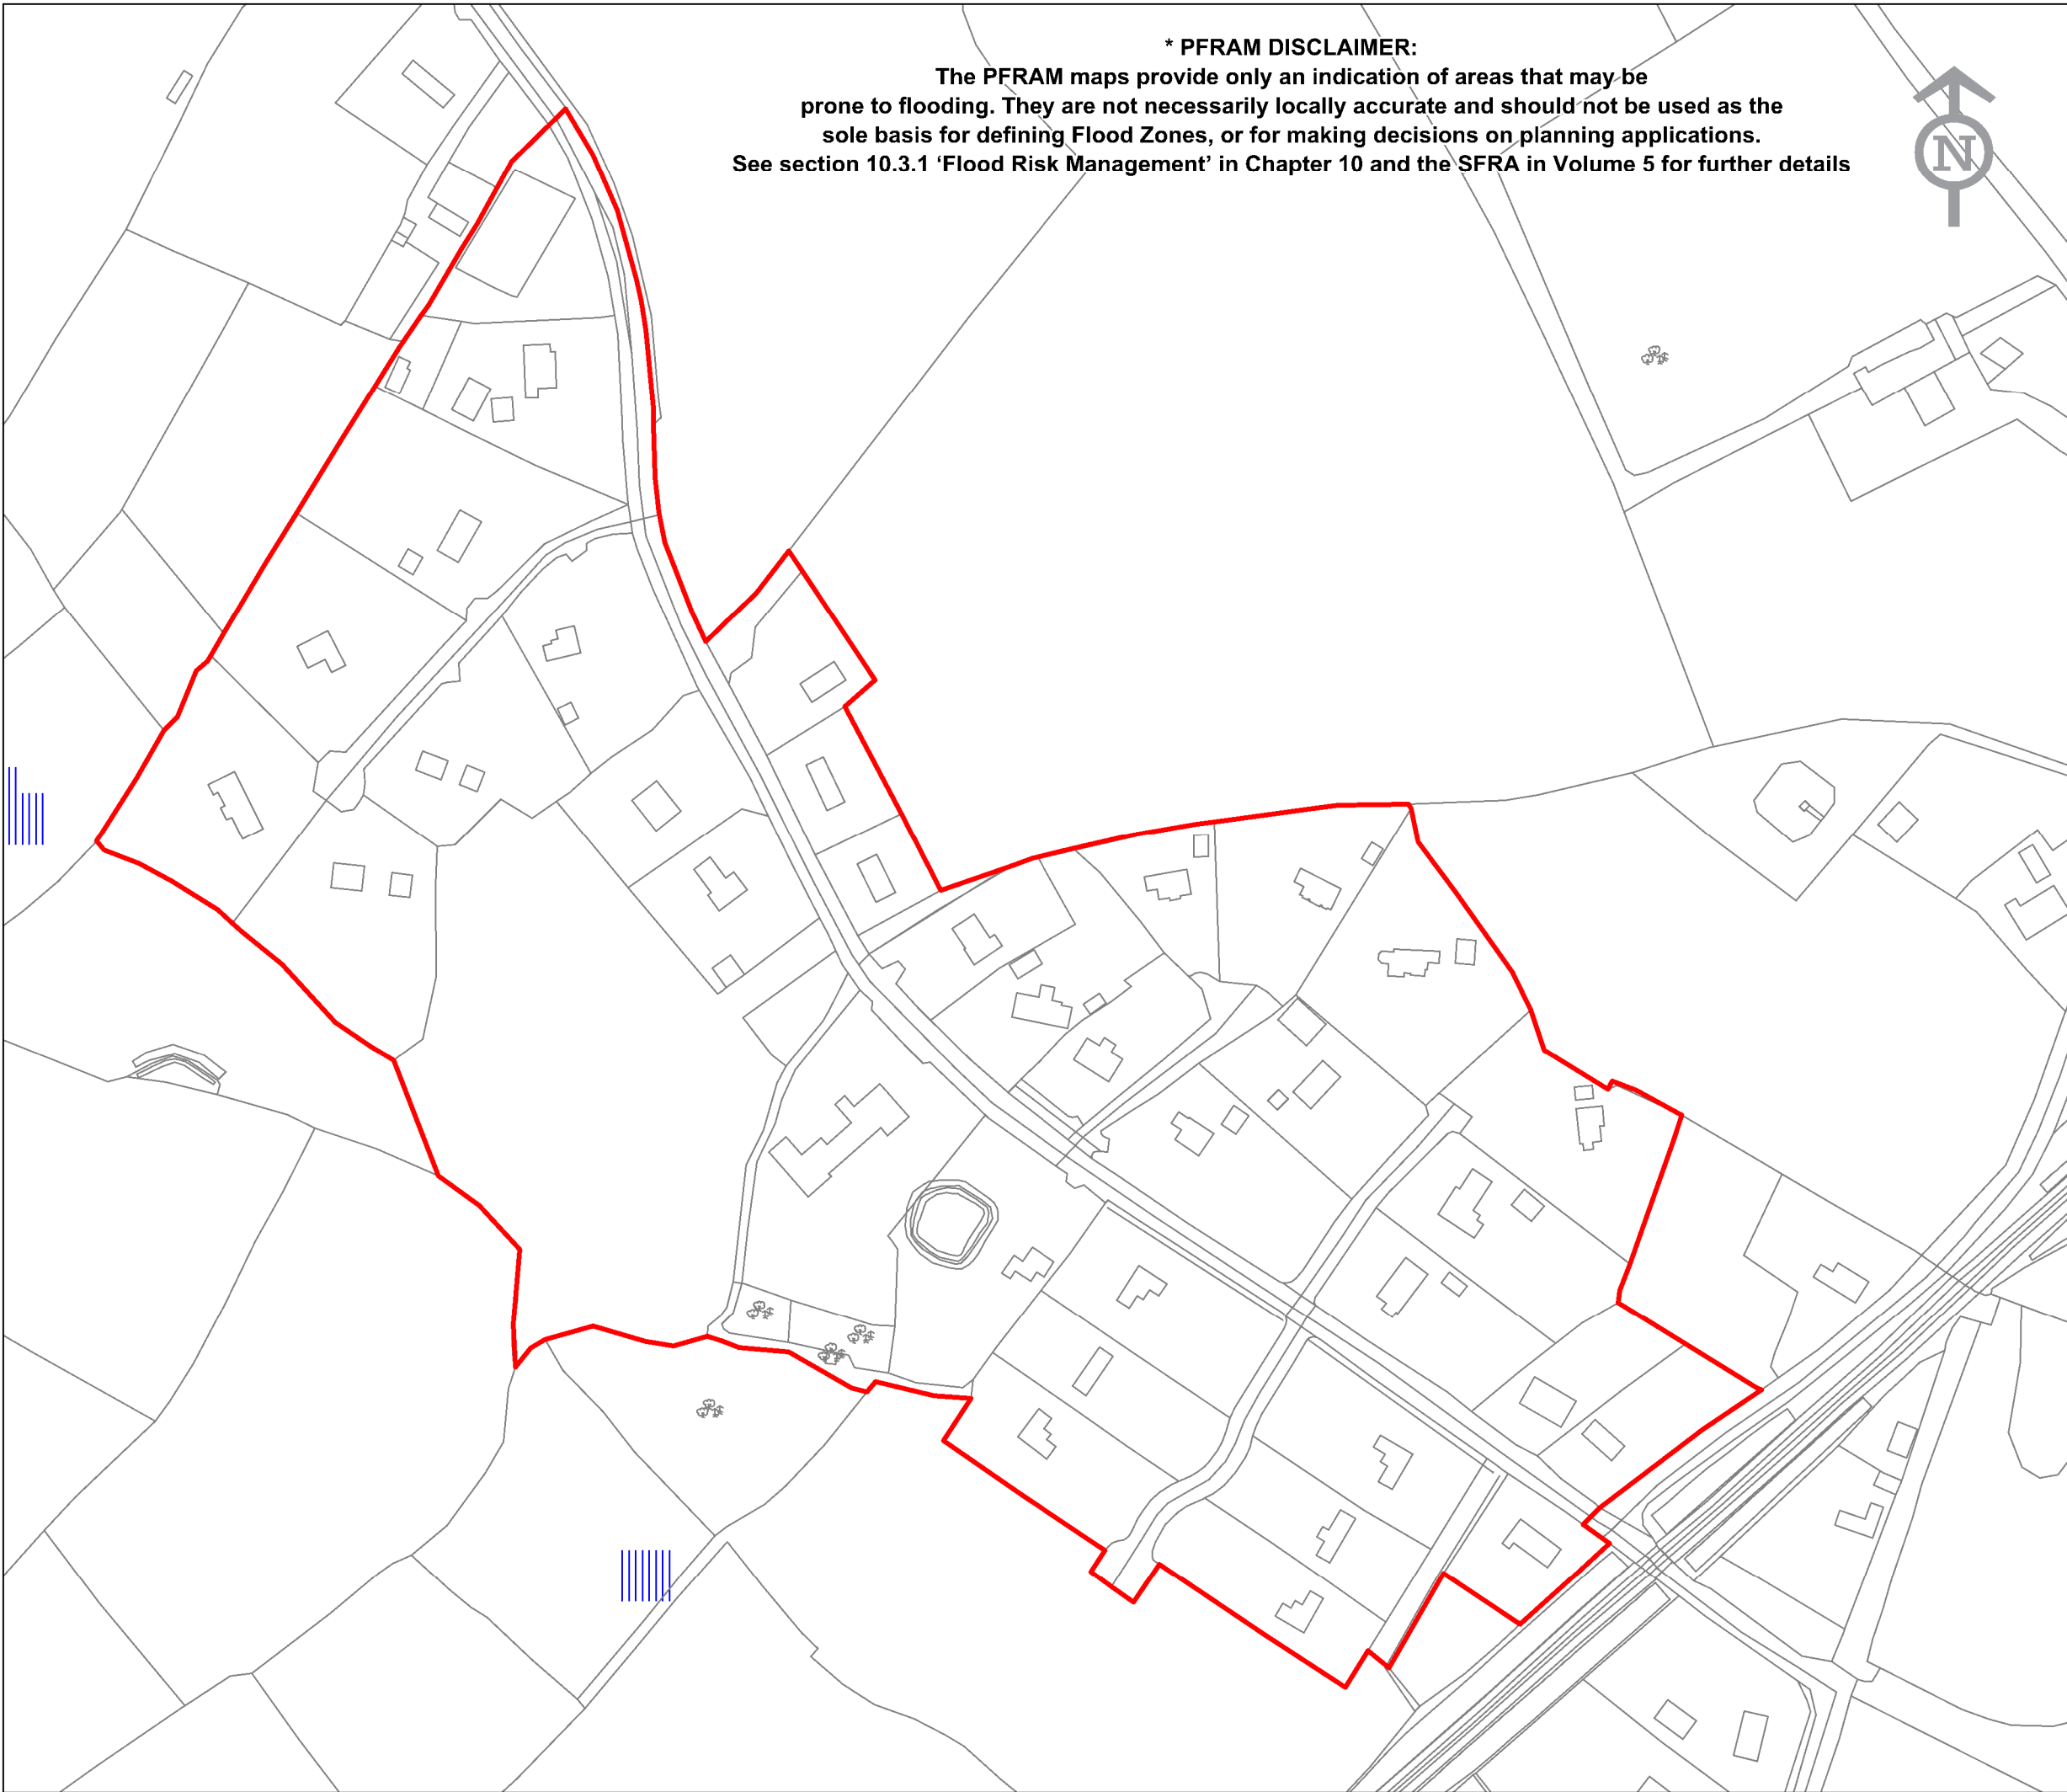 * PFRAM DISCLAIMER:
The PFRAM maps provide only an indication of areas that may be
prone to flooding. They are not necessarily locally accurate and should not be used as the
sole basis for defining Flood Zones, or for making decisions on planning applications.
See section 10.3.1 ‘Flood Risk Management’ in Chapter 10 and the SFRA in Volume 5 for further details
N